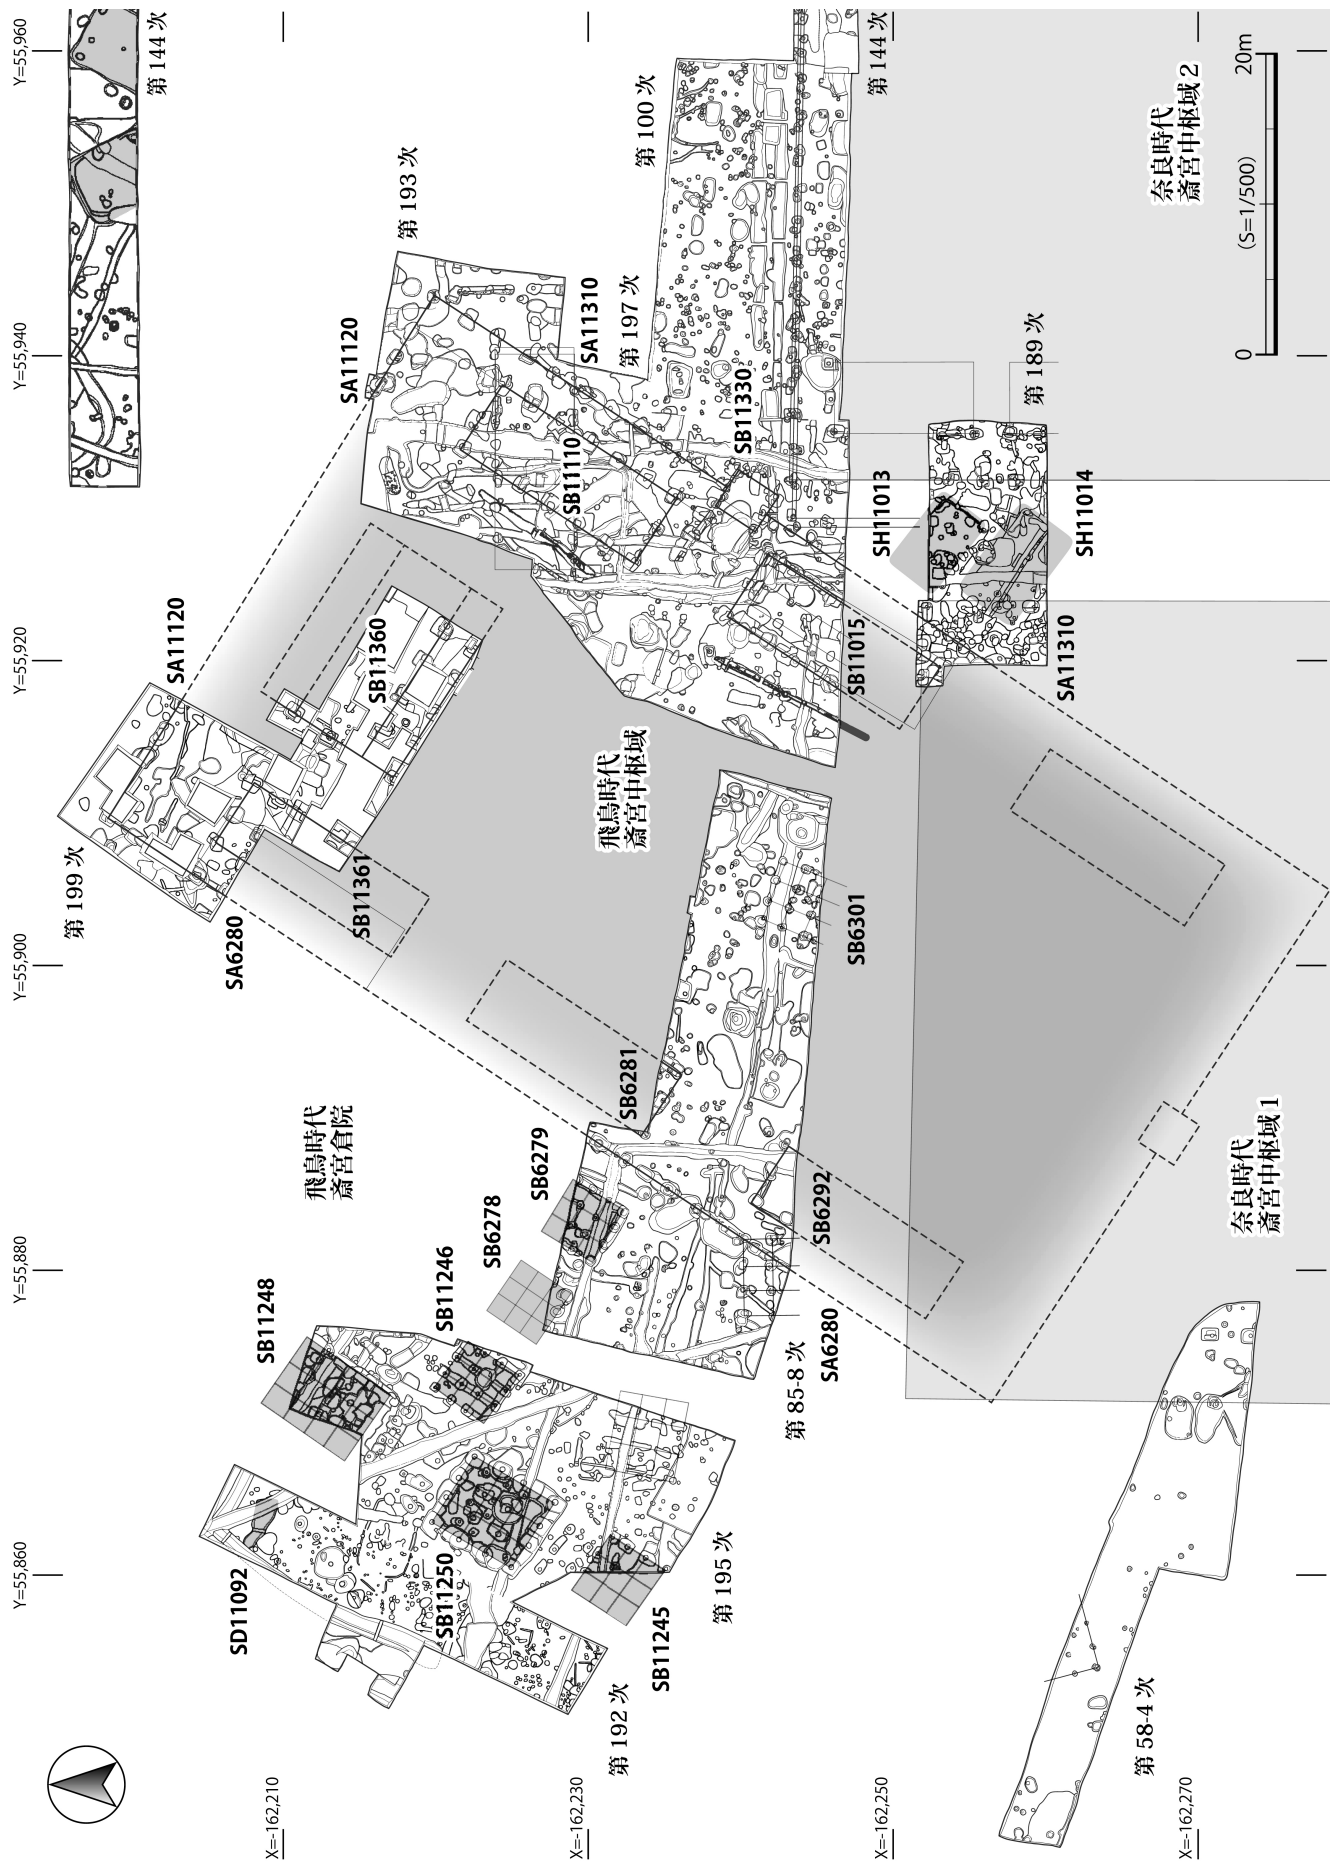 Y=55,960
Y=55,940
Y=55,920
Y=55,900
Y=55,880
Y=55,860
X=-162,210
X=-162,230
X=-162,250
X=-162,270
第 144 次
第 193 次
第 100 次
第 144 次
奈良時代
斎宮中枢域 2
20m
(S=1/500)
0
SA11120
SA11310
第 197 次
第 189 次
SB11330
SB11110
SH11013
SH11014
SA11120
SB11360
SB11015
SA11310
飛鳥時代
斎宮中枢域
第 199 次
SA6280
SB11361
SB6301
飛鳥時代
斎宮倉院
SB6281
SB6279
SB6278
SB6292
奈良時代
斎宮中枢域 1
SB11248
SB11246
第 85-8 次
SA6280
SD11092
SB11250
SB11245
第 195 次
第 192 次
第 58-4 次